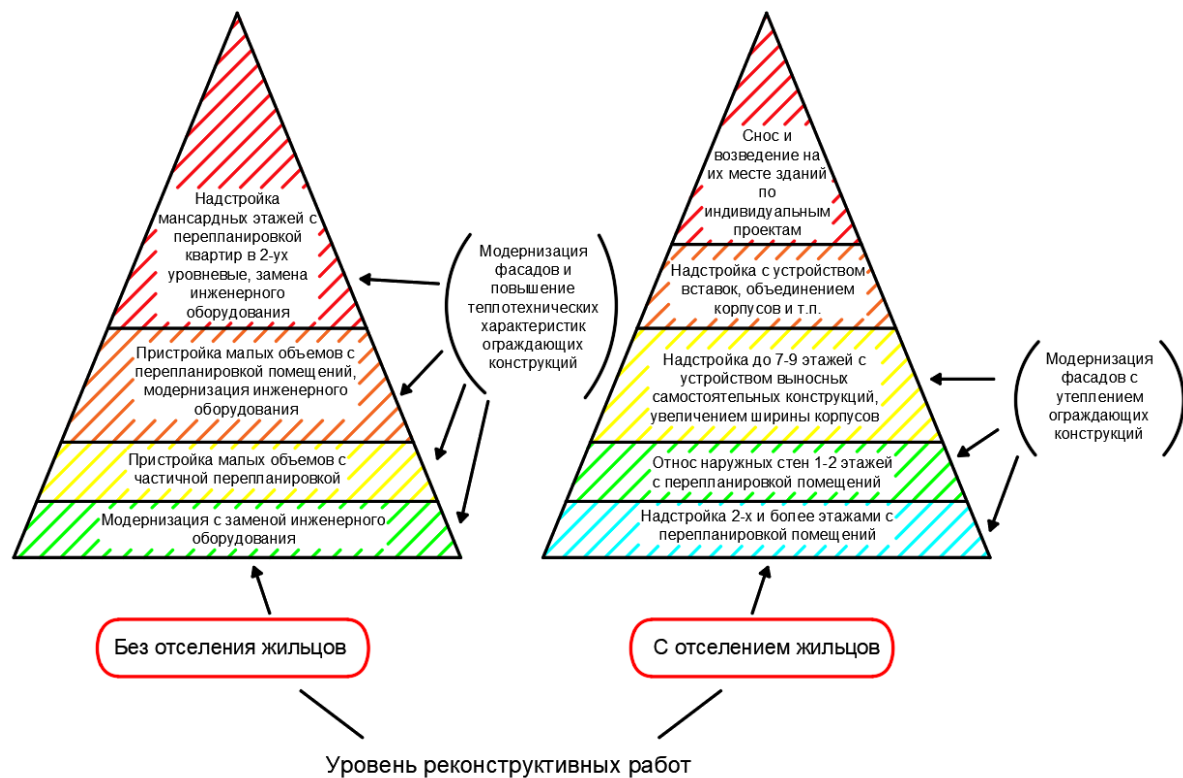 Надстройка
мансардных этажей с
перепланировкой
квартир в 2-ух
уровневые, замена
инженерного
оборудования
Пристройка малых объемов с
перепланировкой помещений,
модернизация инженерного
оборудования
Пристройка малых объемов с
частичной перепланировкой
Модернизация с заменой инженерного
оборудования
Модернизация
фасадов и
повышение
теплотехнических
характеристик
ограждающих
конструкций
Снос и
возведение на
их месте зданий
по
индивидуальным
проектам
Надстройка с устройством
вставок, объединением
корпусов и т.п.
Надстройка до 7-9 этажей с
устройством выносных
самостоятельных конструкций,
увеличением ширины корпусов
Относ наружных стен 1-2 этажей
с перепланировкой помещений
Надстройка 2-х и более этажами с
перепланировкой помещений
Модернизация
фасадов с
утеплением
ограждающих
конструкций
Без отселения жильцов
С отселением жильцов
Уровень реконструктивных работ